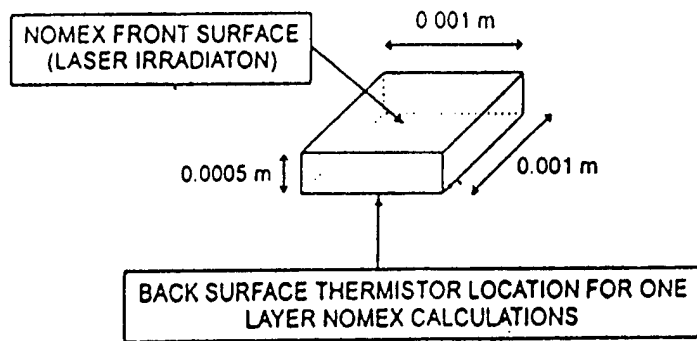 NOMEX FRONT SURFACE
(LASER IRRADIATON)
0 001 m
0.0005 m
0.001 m
BACK SURFACE THERMISTOR LOCATION FOR ONE
LAYER NOMEX CALCULATIONS